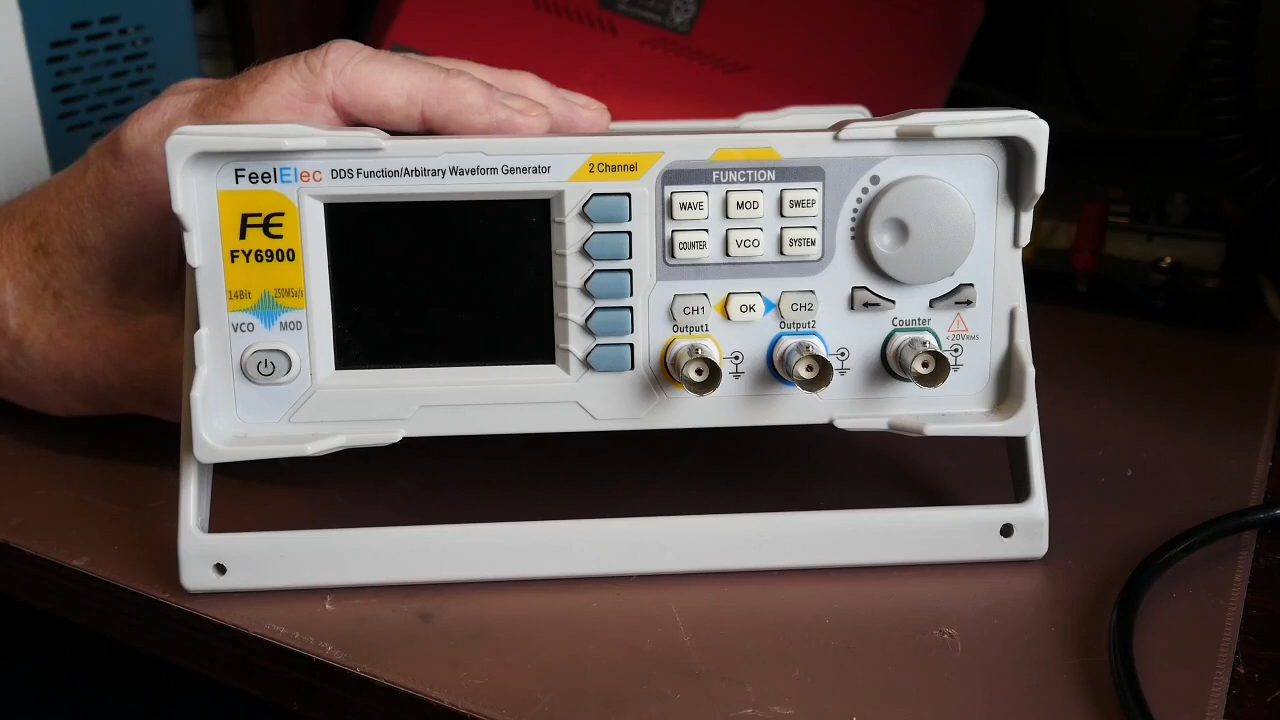 FeelElec DDS Function/Arbitrary Waveform Generator
2 Channel
FE
FY6900
14Bit 250MSa/s
VCO MOD
FUNCTION
WAVE MOD SWEEP
COUNTER VCO SYSTEM
CH1 OK CH2
Output1 Output2 Counter
<20VRMS